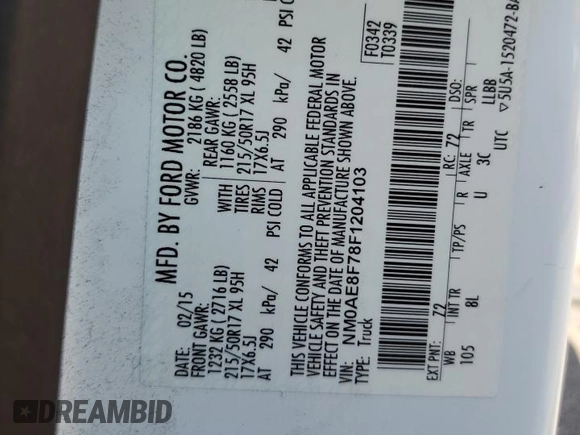 MFD. BY FORD MOTOR CO.
DATE: 02/15 GVWR: 2186 KG ( 4820 LB)
FRONT GAWR: REAR GAWR:
1232 KG ( 2716 LB) WITH 1160 KG ( 2558 LB)
215/50R17 XL 95H TIRES 215/50R17 XL 95H
17X6.5J RIMS 17X6.5J
AT 290 kPa/ 42 PSI COLD AT 290 kPa/ 42 PSI COLD
THIS VEHICLE CONFORMS TO ALL APPLICABLE FEDERAL MOTOR
VEHICLE SAFETY AND THEFT PREVENTION STANDARDS IN
EFFECT ON THE DATE OF MANUFACTURE SHOWN ABOVE.
VIN: NM0AE8F78F1204103
TYPE: Truck
F0342
T0339
EXT PNT: Z2 RC: 72 DSO:
WB INT TR TP/PS R AXLE TR SPR
105 8L U 3C LLBB
UTC ▽5U5A-1520472-BA
DREAMBID